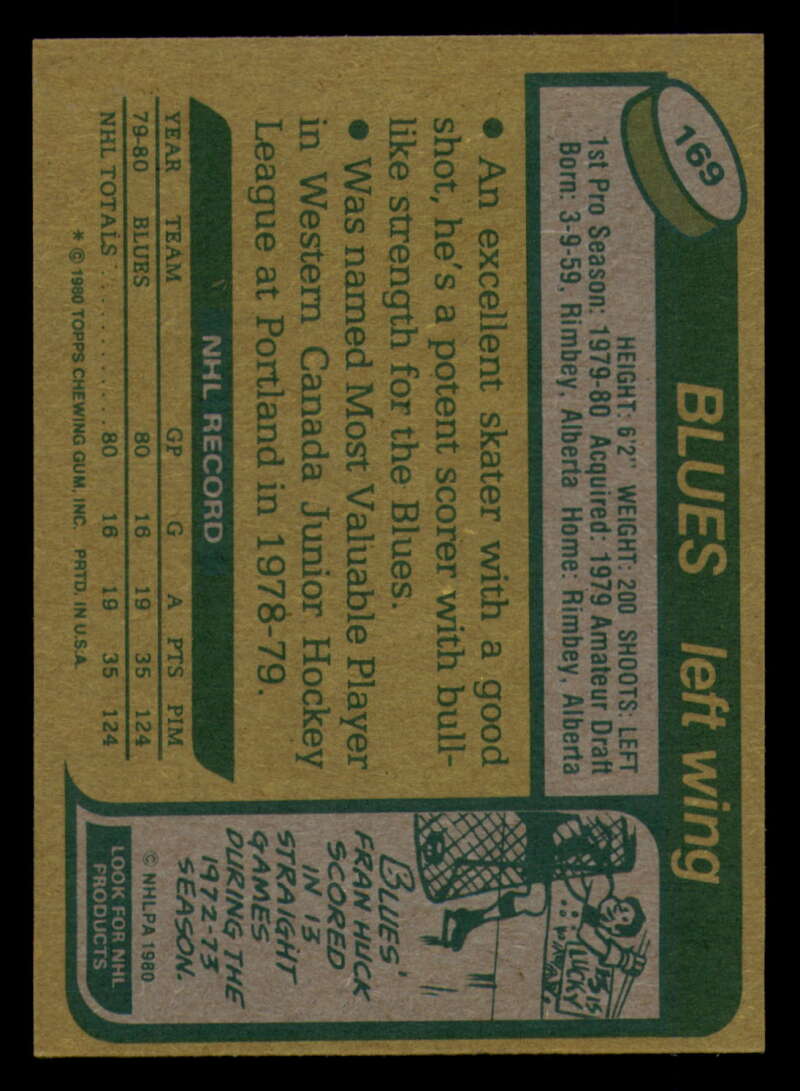 169
BLUES left wing
HEIGHT: 6'2" WEIGHT: 200 SHOOTS: LEFT
1st Pro Season: 1979-80 Acquired: 1979 Amateur Draft
Born: 3-9-59, Rimbey, Alberta Home: Rimbey, Alberta
• An excellent skater with a good
shot, he's a potent scorer with bull-
like strength for the Blues.
• Was named Most Valuable Player
in Western Canada Junior Hockey
League at Portland in 1978-79.
NHL RECORD
YEAR TEAM GP G A PTS PIM
79-80 BLUES 80 16 19 35 124
NHL TOTALS .......... 80 16 19 35 124
* © 1980 TOPPS CHEWING GUM, INC. PRTD. IN U.S.A.
13 IS
LUCKY
BLUES'
FRAN HUCK
SCORED
IN 13
STRAIGHT
GAMES
DURING THE
1972-73
SEASON.
© NHLPA 1980
LOOK FOR NHL
PRODUCTS